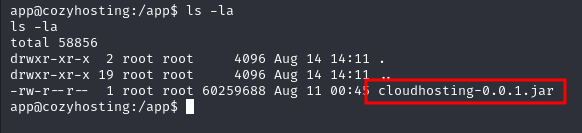 app@cozyhosting:/app$ ls -la
ls -la
total 58856
drwxr-xr-x  2 root root     4096 Aug 14 14:11 .
drwxr-xr-x 19 root root     4096 Aug 14 14:11 ..
-rw-r--r--  1 root root 60259688 Aug 11 00:45 cloudhosting-0.0.1.jar
app@cozyhosting:/app$